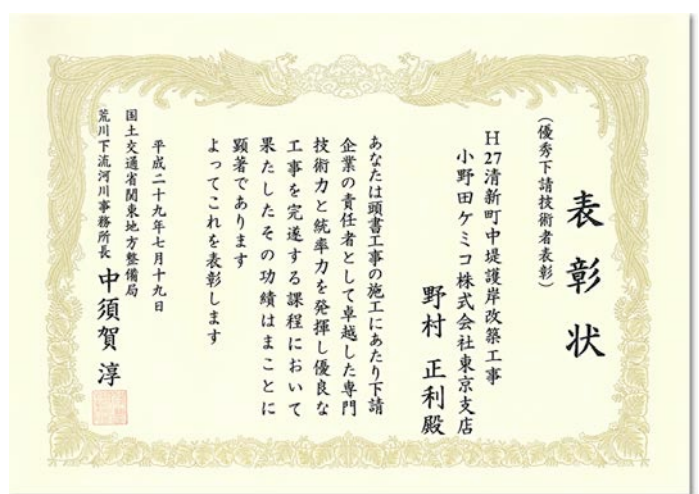 表彰状
(優秀下請技術者表彰)
H27清新町中堤護岸改築工事
小野田ケミコ株式会社東京支店
野村 正利殿
あなたは頭書工事の施工にあたり下請
企業の責任者として卓越した専門
技術力と統率力を発揮し優良な
工事を完遂する課程において
果たしたその功績はまことに
顕著であります
よってこれを表彰します
平成二十九年七月十九日
国土交通省関東地方整備局
荒川下流河川事務所長 中須賀 淳